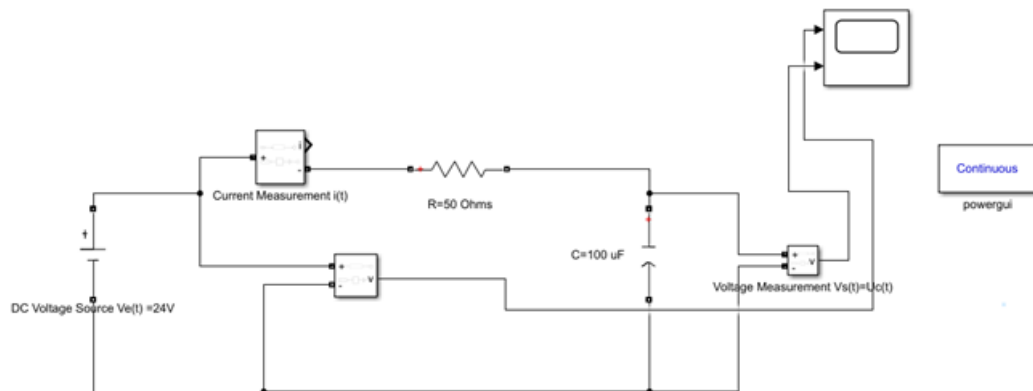 i
+
-
Current Measurement i(t)
R=50 Ohms
Continuous
powergui
+
-
v
C=100 uF
+
-
v
Voltage Measurement Vs(t)=Uc(t)
DC Voltage Source Ve(t) =24V